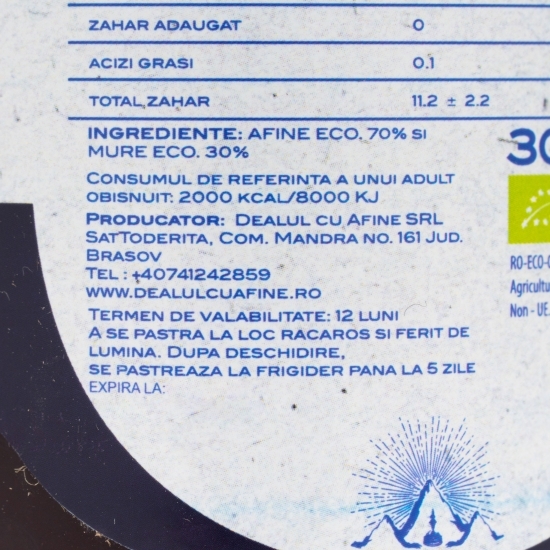 ZAHAR ADAUGAT 0
ACIZI GRASI 0.1
TOTAL ZAHAR 11.2 ± 2.2
INGREDIENTE: AFINE ECO. 70% SI
MURE ECO. 30%
CONSUMUL DE REFERINTA A UNUI ADULT
OBISNUIT: 2000 KCAL/8000 KJ
PRODUCATOR: DEALUL CU AFINE SRL
SATTODERITA, COM. MANDRA NO. 161 JUD.
BRASOV
TEL : +40741242859
WWW.DEALULCUAFINE.RO
TERMEN DE VALABILITATE: 12 LUNI
A SE PASTRA LA LOC RACAROS SI FERIT DE
LUMINA. DUPA DESCHIDIRE,
SE PASTREAZA LA FRIGIDER PANA LA 5 ZILE
EXPIRA LA:
30
RO-ECO-
Agricultu
Non - UE